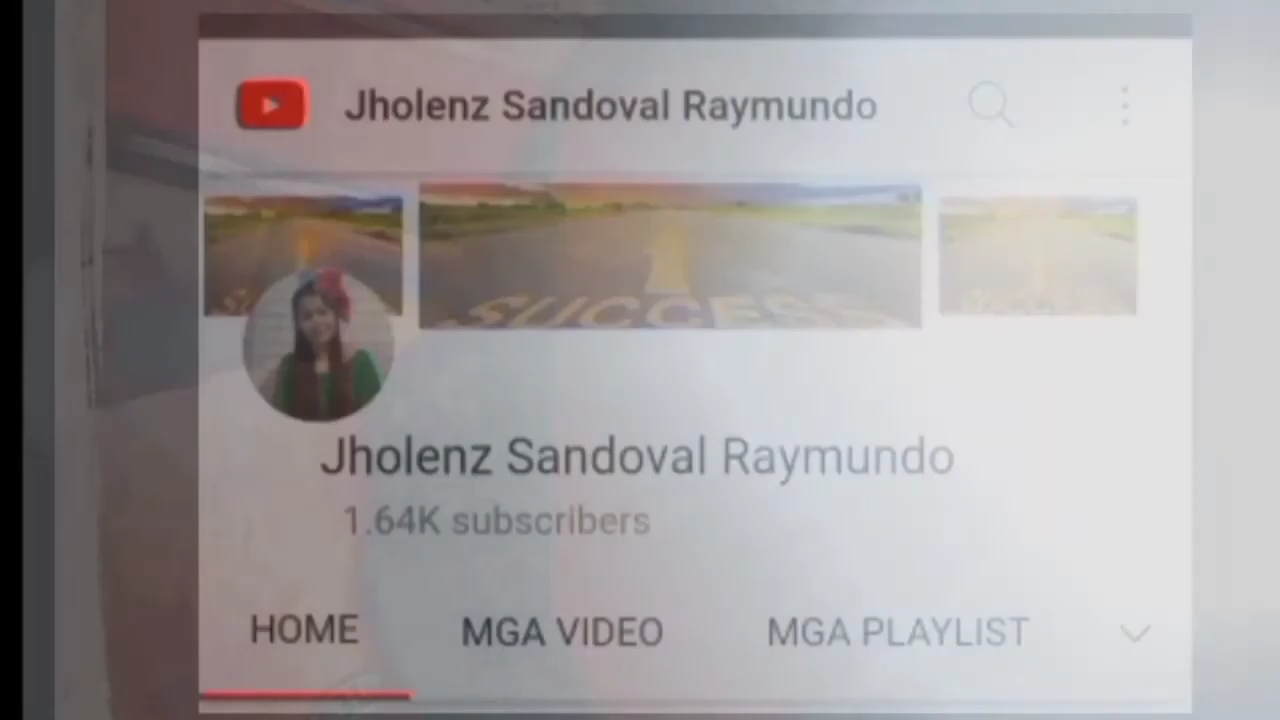 Jholenz Sandoval Raymundo
SUCCESS
Jholenz Sandoval Raymundo
1.64K subscribers
HOME MGA VIDEO MGA PLAYLIST